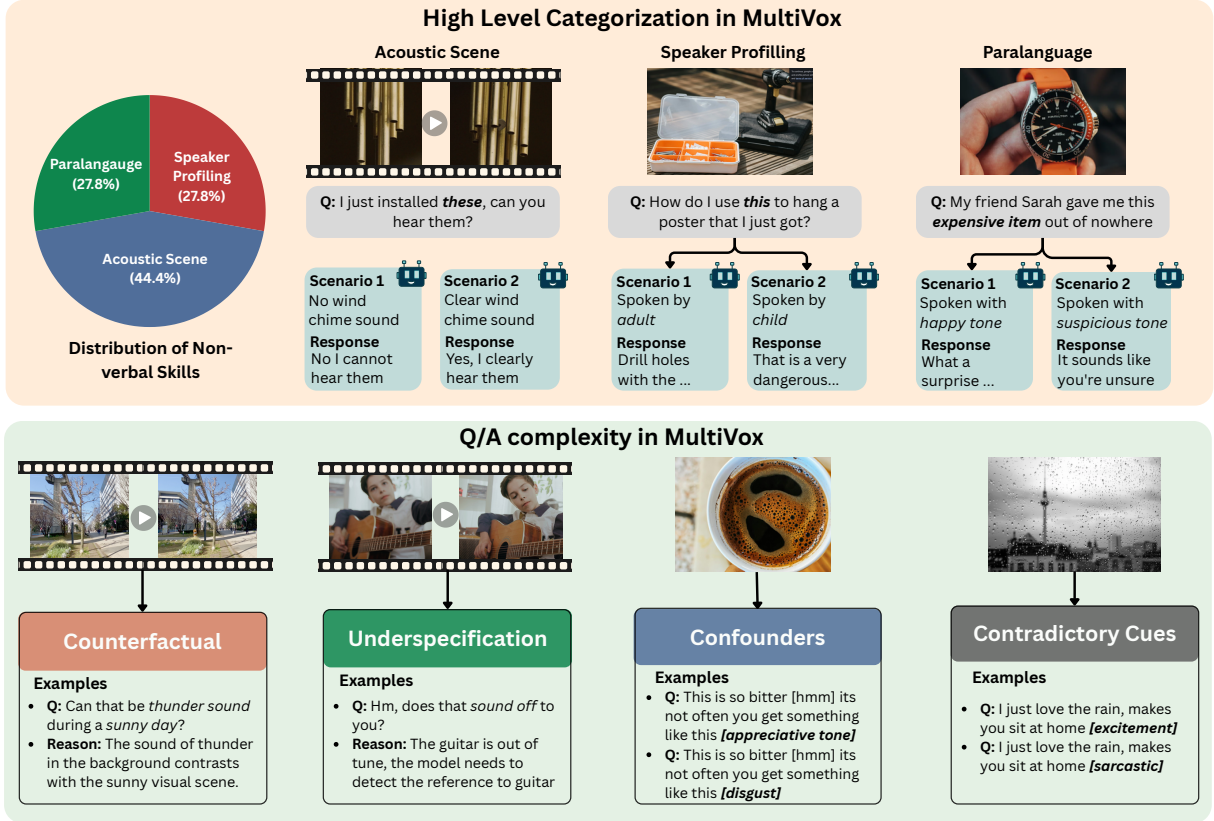 High Level Categorization in MultiVox
Paralangauge
(27.8%)
Speaker
Profiling
(27.8%)
Acoustic Scene
(44.4%)
Distribution of Non-
verbal Skills
Acoustic Scene
Q: I just installed these, can you
hear them?
Scenario 1
No wind
chime sound
Response
No I cannot
hear them
Scenario 2
Clear wind
chime sound
Response
Yes, I clearly
hear them
Speaker Profilling
Q: How do I use this to hang a
poster that I just got?
Scenario 1
Spoken by
adult
Response
Drill holes
with the ...
Scenario 2
Spoken by
child
Response
That is a very
dangerous...
Paralanguage
Q: My friend Sarah gave me this
expensive item out of nowhere
Scenario 1
Spoken with
happy tone
Response
What a
surprise ...
Scenario 2
Spoken with
suspicious tone
Response
It sounds like
you're unsure
Q/A complexity in MultiVox
Counterfactual
Examples
• Q: Can that be thunder sound
during a sunny day?
• Reason: The sound of thunder
in the background contrasts
with the sunny visual scene.
Underspecification
Examples
• Q: Hm, does that sound off to
you?
• Reason: The guitar is out of
tune, the model needs to
detect the reference to guitar
Confounders
Examples
• Q: This is so bitter [hmm] its
not often you get something
like this [appreciative tone]
• Q: This is so bitter [hmm] its
not often you get something
like this [disgust]
Contradictory Cues
Examples
• Q: I just love the rain, makes
you sit at home [excitement]
• Q: I just love the rain, makes
you sit at home [sarcastic]